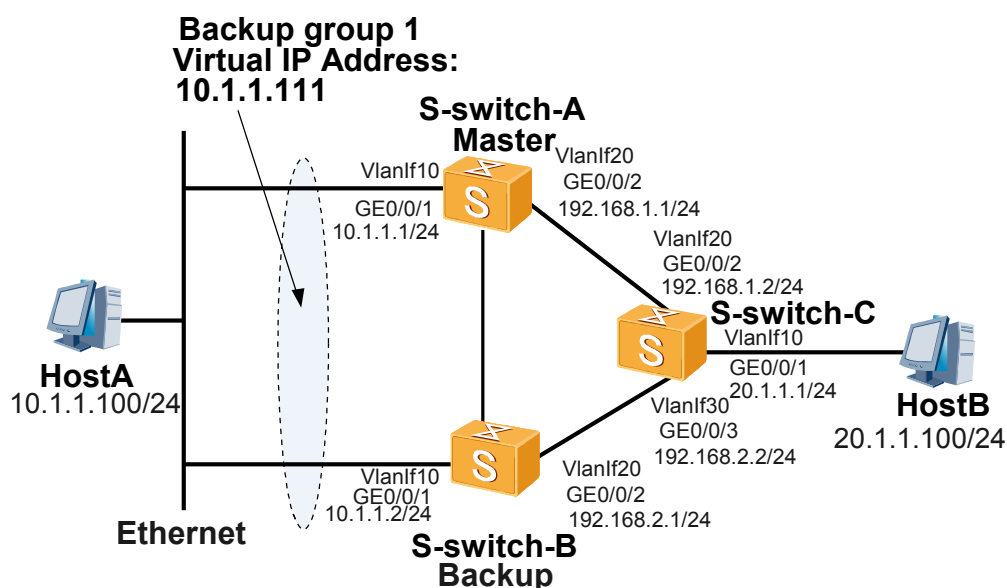 Backup group 1
Virtual IP Address:
10.1.1.111
S-switch-A
Master
VlanIf10
GE0/0/1
10.1.1.1/24
VlanIf20
GE0/0/2
192.168.1.1/24
S
VlanIf20
GE0/0/2
192.168.1.2/24
S-switch-C
S
VlanIf10
GE0/0/1
20.1.1.1/24
HostA
10.1.1.100/24
HostB
20.1.1.100/24
VlanIf30
GE0/0/3
192.168.2.2/24
S
VlanIf10
GE0/0/1
10.1.1.2/24
VlanIf20
GE0/0/2
192.168.2.1/24
Ethernet
S-switch-B
Backup